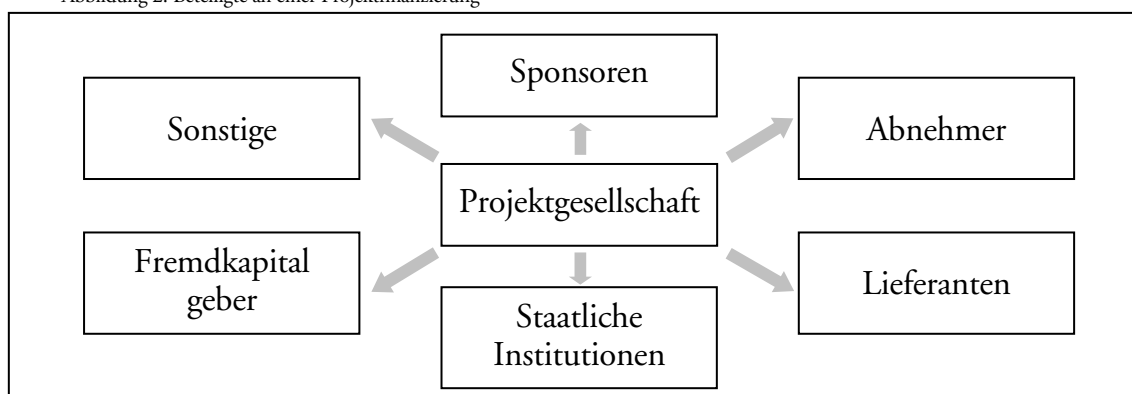 Abbildung 2: Beteiligte an einer Projektfinanzierung
Sponsoren
Sonstige
Abnehmer
Projektgesellschaft
Fremdkapital
geber
Lieferanten
Staatliche
Institutionen